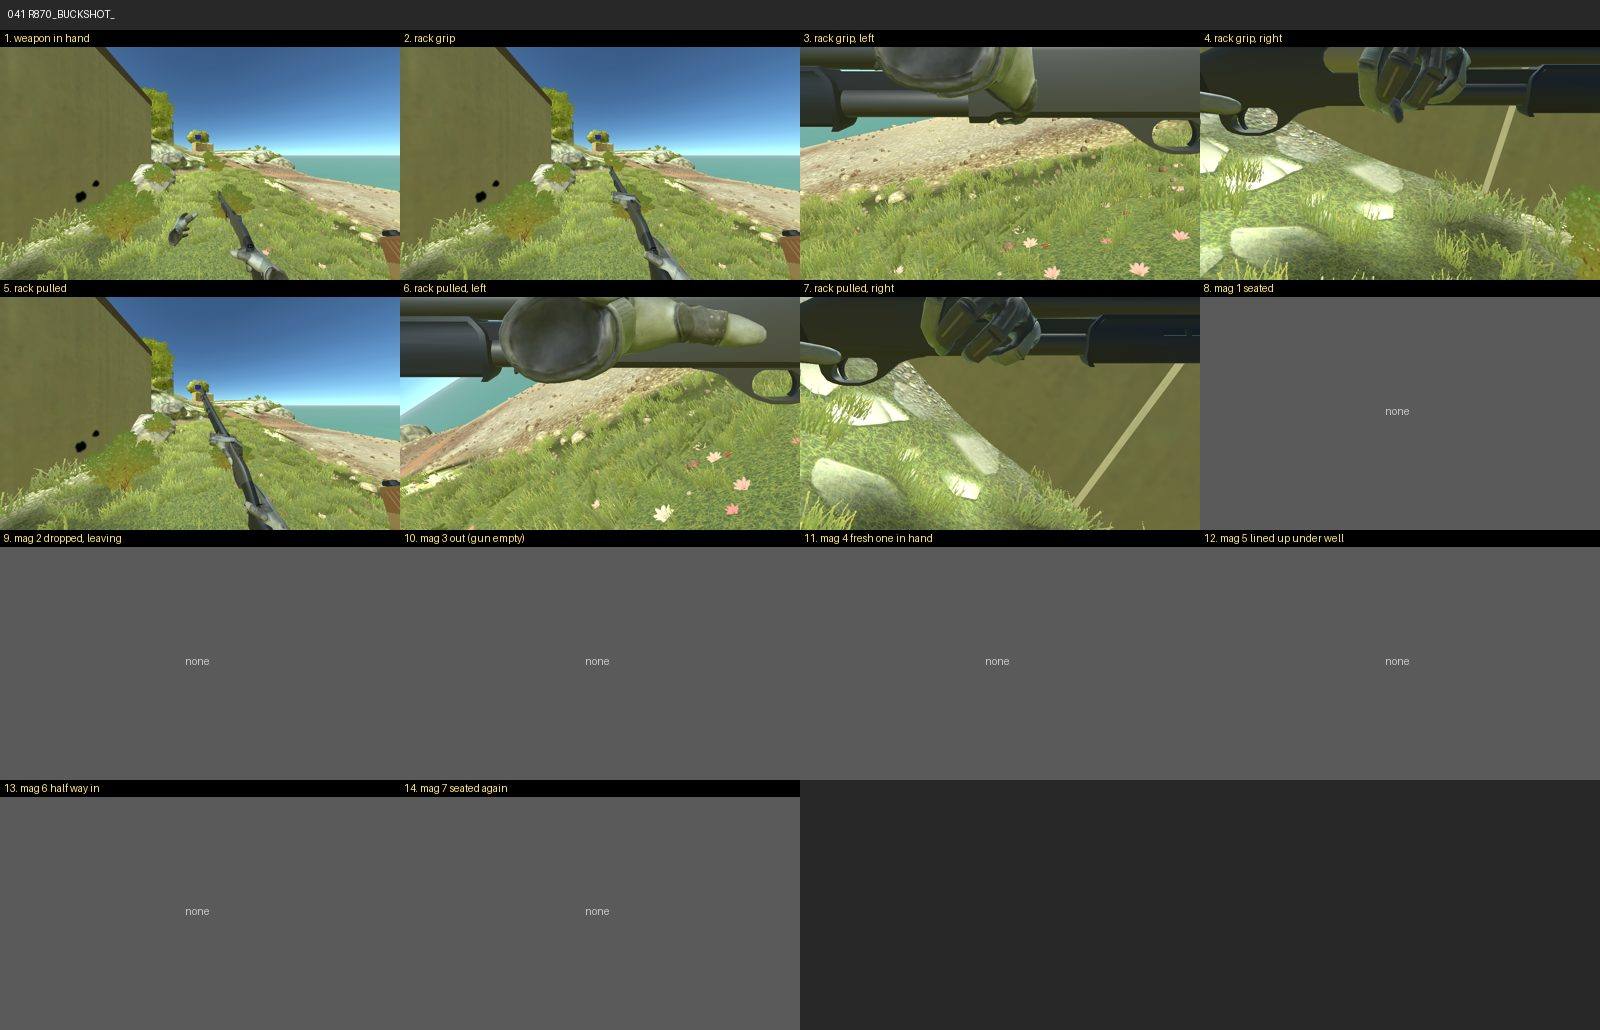 041 R870_BUCKSHOT_
1. weapon in hand
2. rack grip
3. rack grip, left
4. rack grip, right
5. rack pulled
6. rack pulled, left
7. rack pulled, right
8. mag 1 seated
none
9. mag 2 dropped, leaving
10. mag 3 out (gun empty)
11. mag 4 fresh one in hand
12. mag 5 lined up under well
none
none
none
none
13. mag 6 half way in
14. mag 7 seated again
none
none